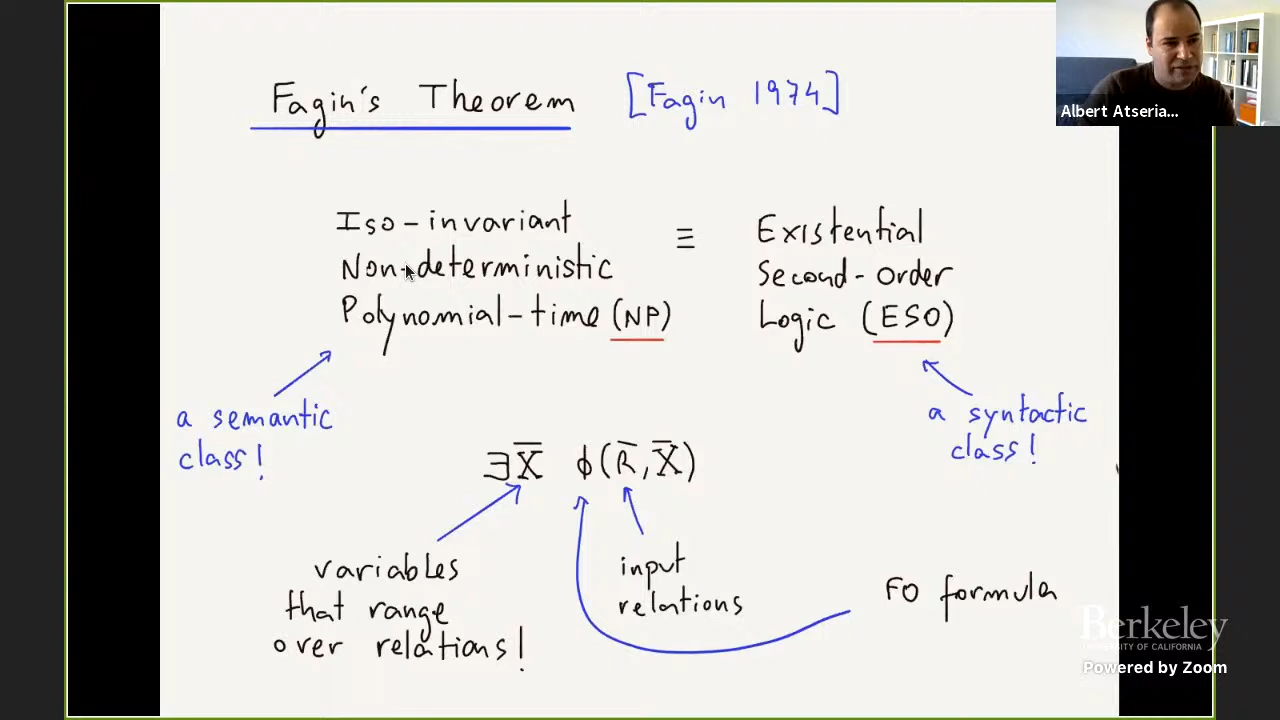 Fagin's Theorem [Fagin 1974]
Albert Atseria...
Iso-invariant
Non-deterministic
Polynomial-time (NP)
≡
Existential
Second-order
Logic (ESO)
a semantic
class!
a syntactic
class!
∃X̅ ϕ(R̅,X̅)
variables
that range
over relations!
input
relations
FO formula
Berkeley
UNIVERSITY OF CALIFORNIA
Powered by Zoom